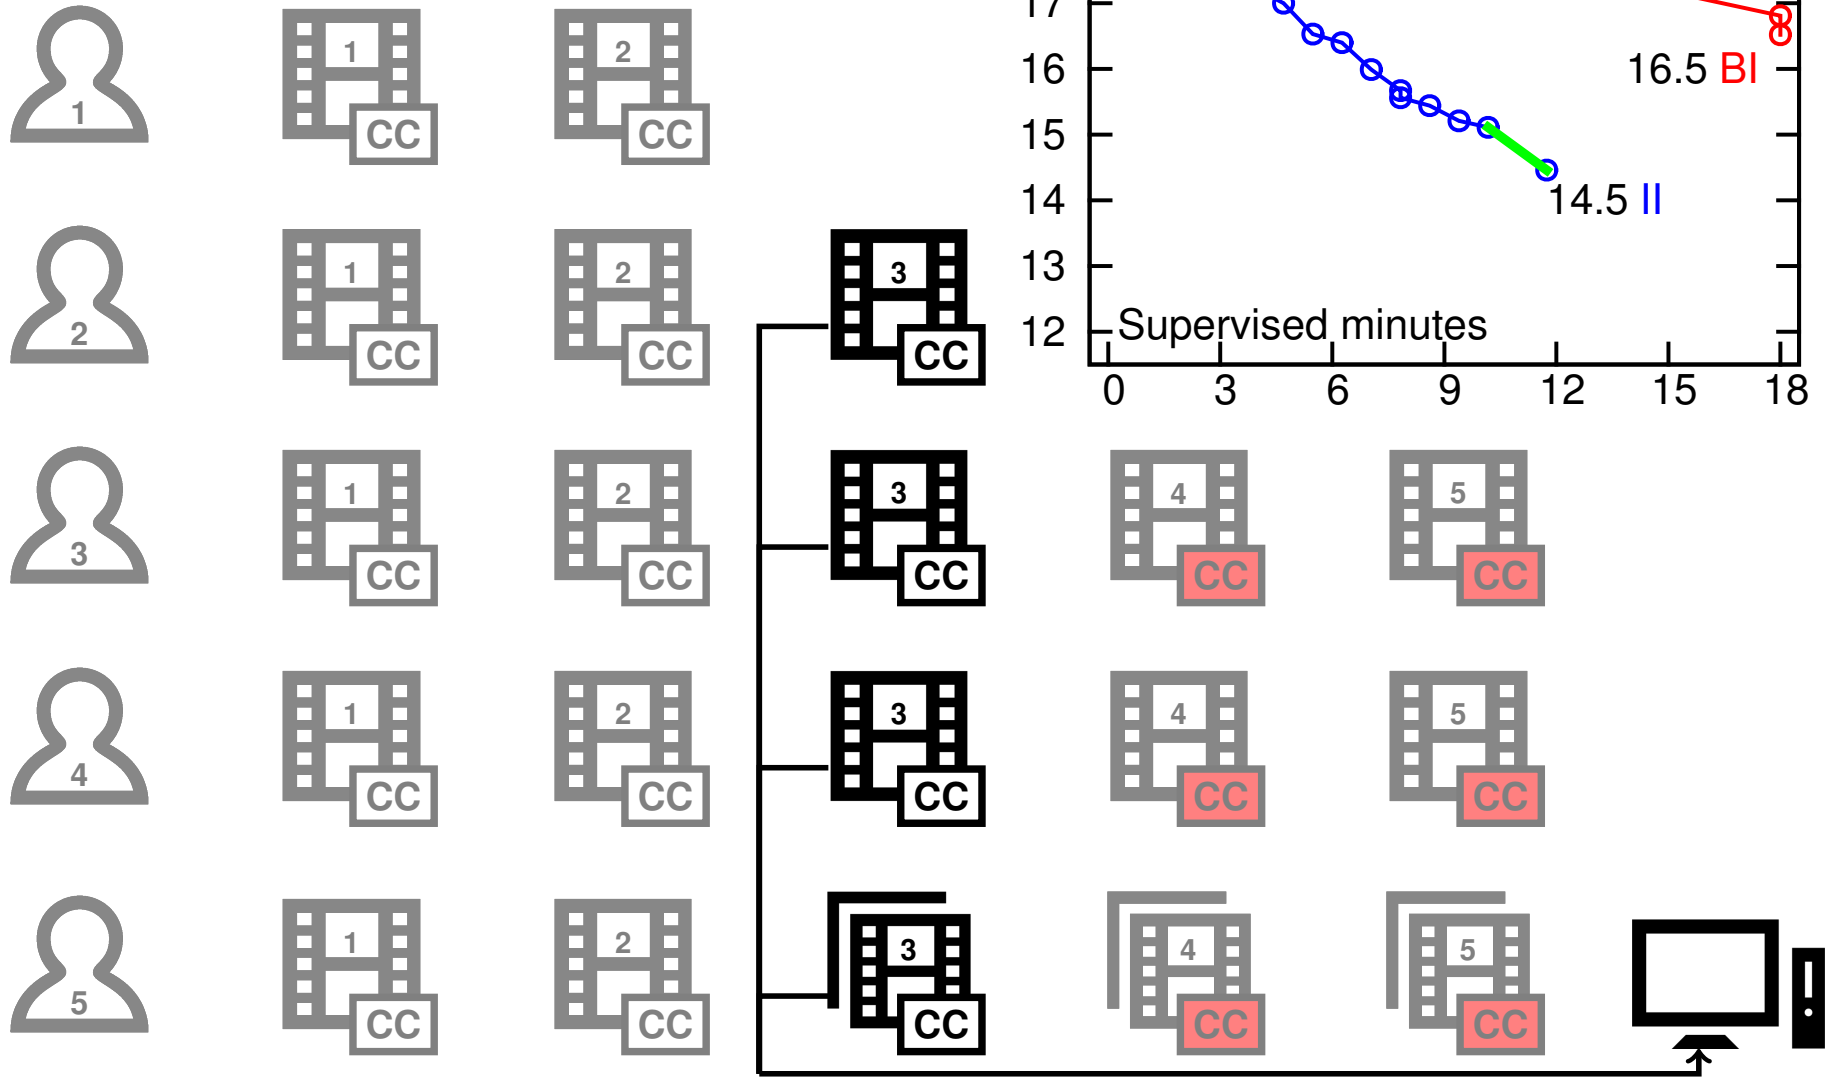 17
16.5 BI
16
15
14
14.5 II
13
12
Supervised minutes
0 3 6 9 12 15 18
1 1 CC 2 CC
2 1 CC 2 CC 3 CC
3 1 CC 2 CC 3 CC 4 CC 5 CC
4 1 CC 2 CC 3 CC 4 CC 5 CC
5 1 CC 2 CC 3 CC 4 CC 5 CC